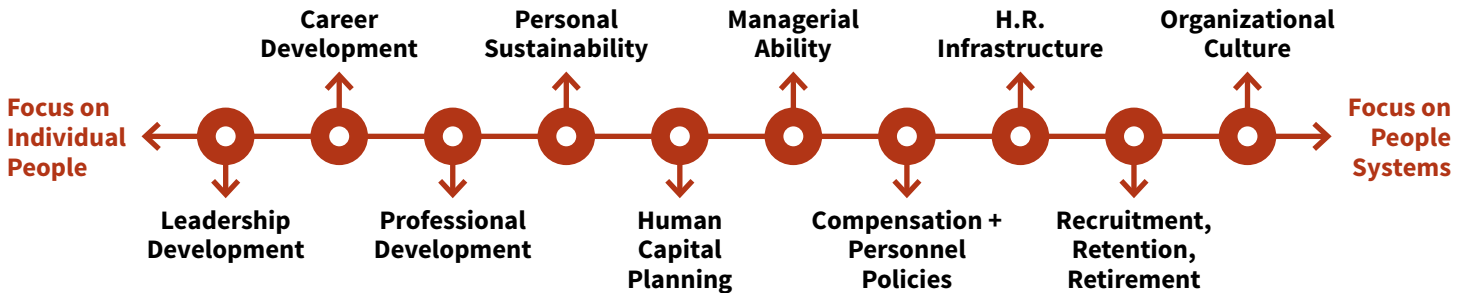 Career
Development
Personal
Sustainability
Managerial
Ability
H.R.
Infrastructure
Organizational
Culture
Focus on
Individual
People
Focus on
People
Systems
Leadership
Development
Professional
Development
Human
Capital
Planning
Compensation +
Personnel
Policies
Recruitment,
Retention,
Retirement